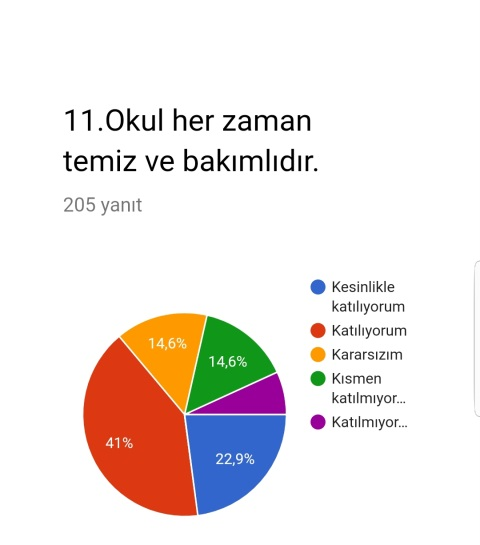 11.Okul her zaman
temiz ve bakımlıdır.
205 yanıt
Kesinlikle
katılıyorum
Katılıyorum
Kararsızım
Kısmen
katılmıyor...
Katılmıyor...
14,6%
14,6%
41%
22,9%